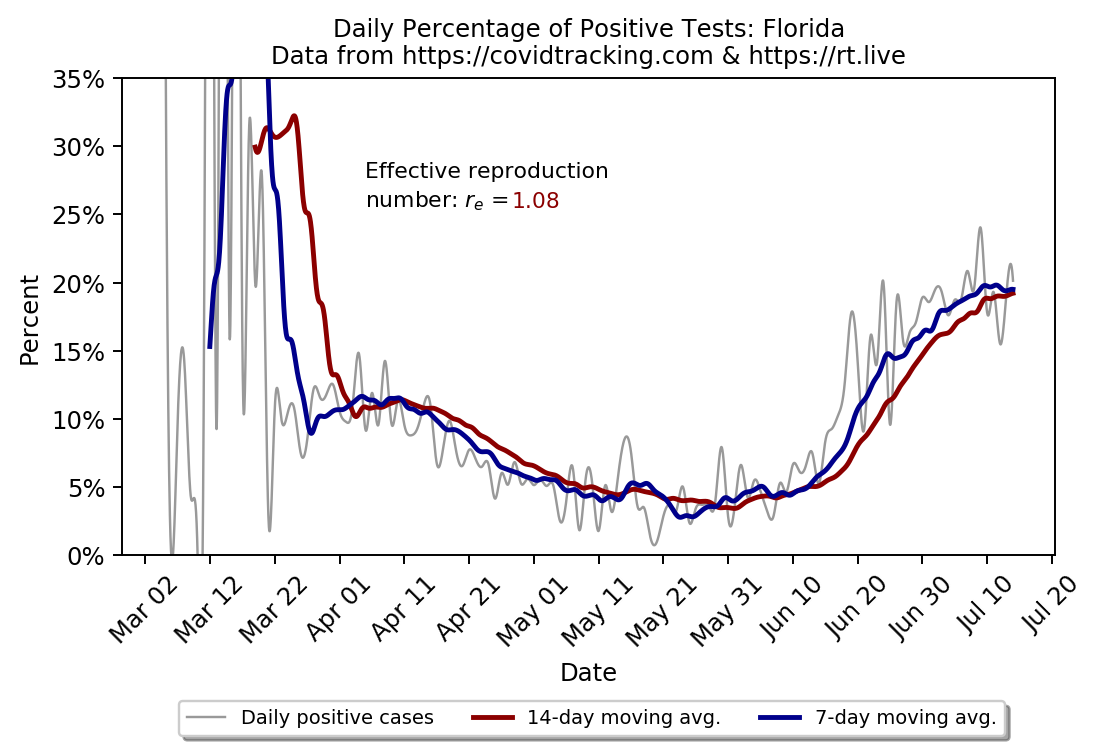 Daily Percentage of Positive Tests: Florida
Data from https://covidtracking.com & https://rt.live
35%
30%
25%
20%
15%
10%
5%
0%
Percent
Effective reproduction
number: rₑ =1.08
Mar 02
Mar 12
Mar 22
Apr 01
Apr 11
Apr 21
May 01
May 11
May 21
May 31
Jun 10
Jun 20
Jun 30
Jul 10
Jul 20
Date
Daily positive cases
14-day moving avg.
7-day moving avg.